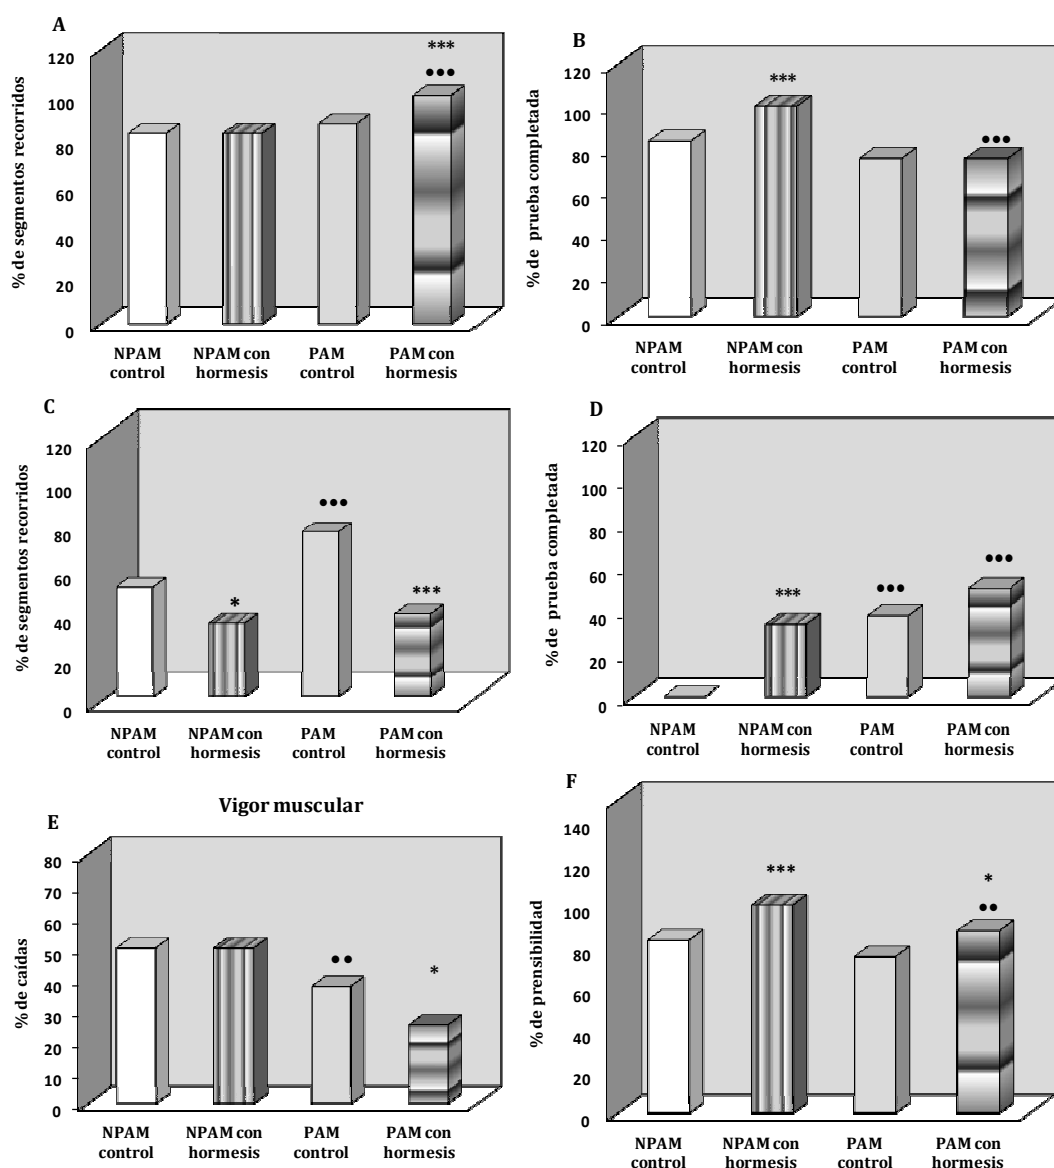 A
% de segmentos recorridos
120
100
80
60
40
20
0
***
•••
NPAM
control
NPAM con
hormesis
PAM
control
PAM con
hormesis
B
% de prueba completada
120
100
80
60
40
20
0
***
•••
NPAM
control
NPAM con
hormesis
PAM
control
PAM con
hormesis
C
% de segmentos recorridos
120
100
80
60
40
20
0
*
•••
***
NPAM
control
NPAM con
hormesis
PAM
control
PAM con
hormesis
D
% de prueba completada
120
100
80
60
40
20
0
***
•••
•••
NPAM
control
NPAM con
hormesis
PAM
control
PAM con
hormesis
Vigor muscular
E
% de caídas
80
70
60
50
40
30
20
10
0
••
*
NPAM
control
NPAM con
hormesis
PAM
control
PAM con
hormesis
F
% de prensibilidad
140
120
100
80
60
40
20
0
***
*
••
NPAM
control
NPAM con
hormesis
PAM
control
PAM con
hormesis